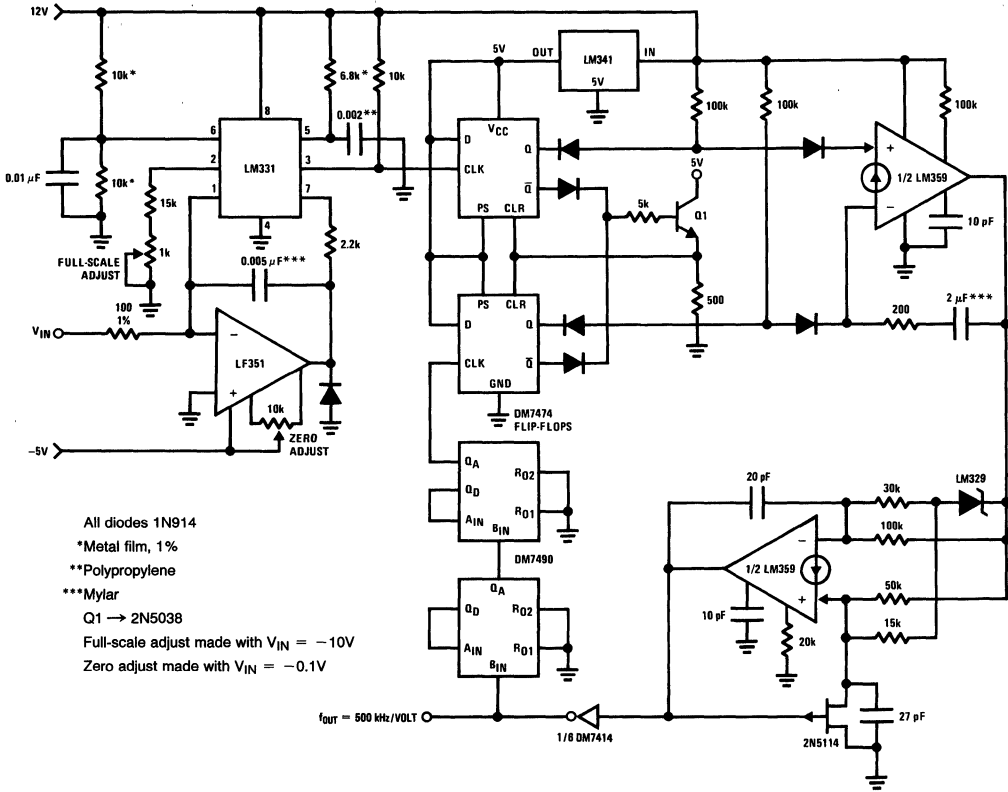 12V
10k*
0.01 μF
10k*
6
2
1
8
LM331
4
5
3
7
6.8k*
10k
0.002**
15k
1k
FULL-SCALE
ADJUST
2.2k
0.005 μF***
VIN
100
1%
−
LF351
+
10k
ZERO
ADJUST
−5V
5V
OUT
LM341
IN
5V
100k
100k
100k
VCC
D
Q
CLK
Q̅
PS
CLR
5V
5k
Q1
500
+
1/2 LM359
−
10 pF
PS
CLR
D
Q
CLK
Q̅
GND
DM7474
FLIP-FLOPS
200
2 μF***
QA
QD
AIN
BIN
R02
R01
DM7490
QA
QD
AIN
BIN
R02
R01
20 pF
30k
LM329
100k
−
1/2 LM359
+
50k
15k
10 pF
20k
27 pF
2N5114
fOUT = 500 kHz/VOLT
1/6 DM7414
All diodes 1N914
*Metal film, 1%
**Polypropylene
***Mylar
Q1 → 2N5038
Full-scale adjust made with VIN = −10V
Zero adjust made with VIN = −0.1V